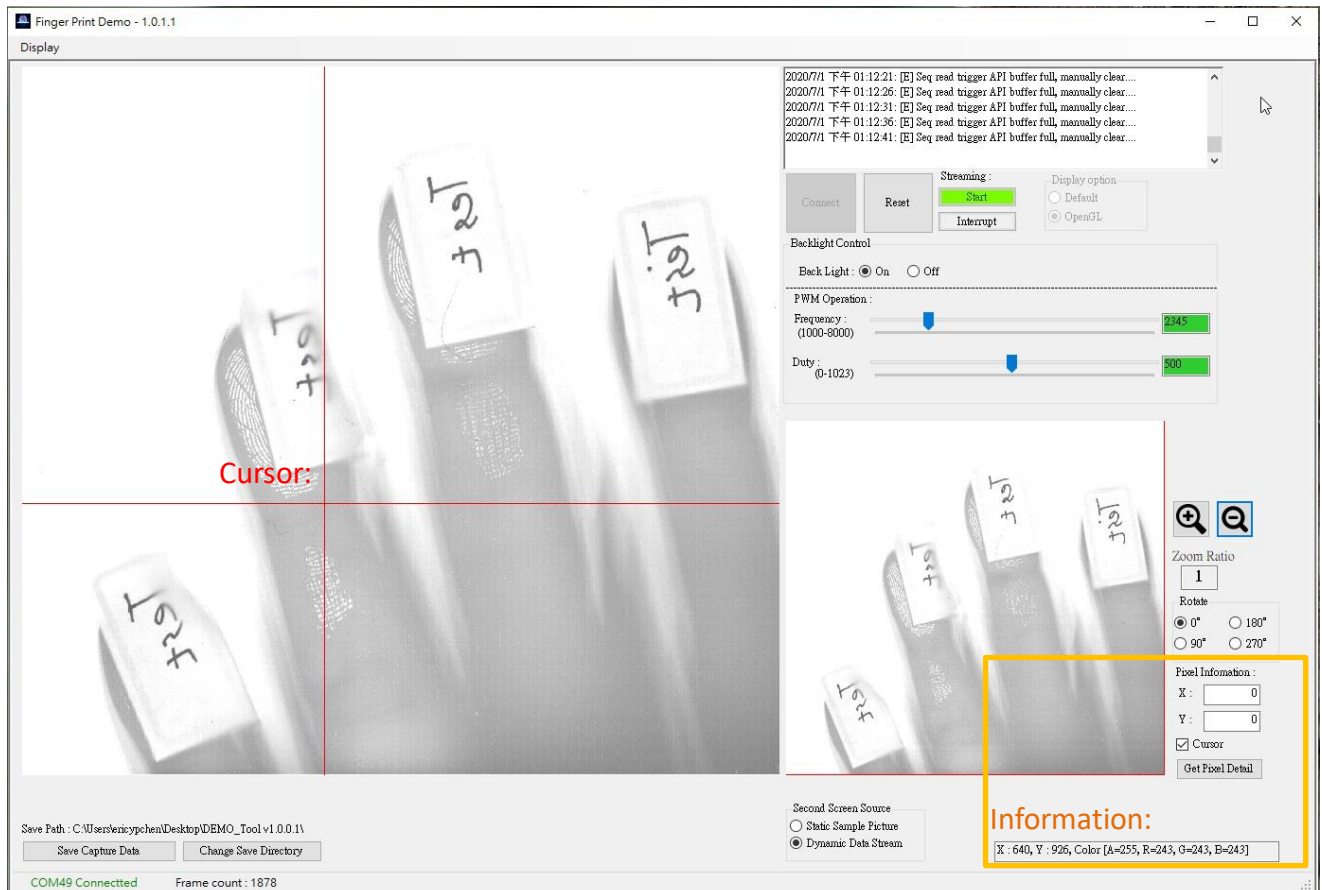 Finger Print Demo - 1.0.1.1
Display
2020/7/1 下午 01:12:21: [E] Seq read trigger API buffer full, manually clear....
2020/7/1 下午 01:12:26: [E] Seq read trigger API buffer full, manually clear....
2020/7/1 下午 01:12:31: [E] Seq read trigger API buffer full, manually clear....
2020/7/1 下午 01:12:36: [E] Seq read trigger API buffer full, manually clear....
2020/7/1 下午 01:12:41: [E] Seq read trigger API buffer full, manually clear....
Connect
Reset
Streaming :
Start
Interrupt
Display option
Default
OpenGL
Backlight Control
Back Light : On Off
PWM Operation :
Frequency :
(1000-8000)
2345
Duty :
(0-1023)
500
Cursor:
Zoom Ratio
1
Rotate
0° 180°
90° 270°
Pixel Infomation :
X : 0
Y : 0
Cursor
Get Pixel Detail
Second Screen Source
Static Sample Picture
Dynamic Data Stream
Information:
X : 640, Y : 926, Color [A=255, R=243, G=243, B=243]
Save Path : C:\Users\ericypchen\Desktop\DEMO_Tool v1.0.0.1\
Save Capture Data
Change Save Directory
COM49 Connectted
Frame count : 1878